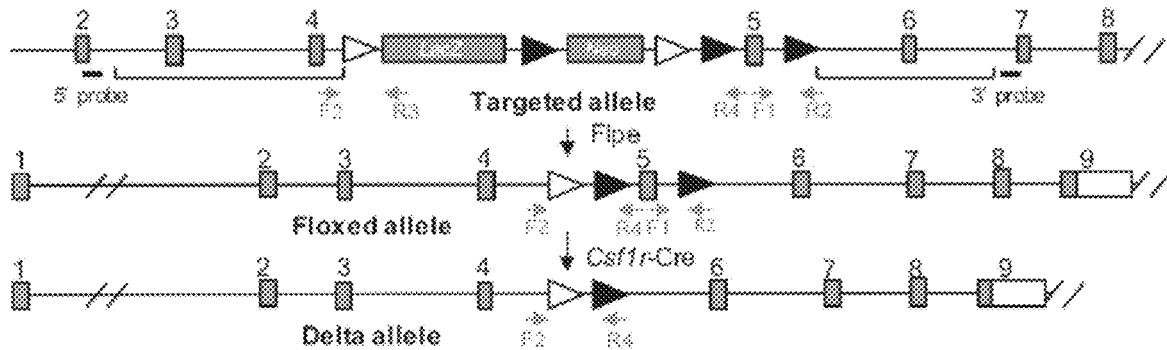 2 3 4 5 6 7 8
5' probe F2 R3 Targeted allele R4 F1 R2 3' probe
Flpe
1 2 3 4 5 6 7 8 9
Floxed allele F2 R4 F1 R2
Csf1r-Cre
1 2 3 4 6 7 8 9
Delta allele F2 R4